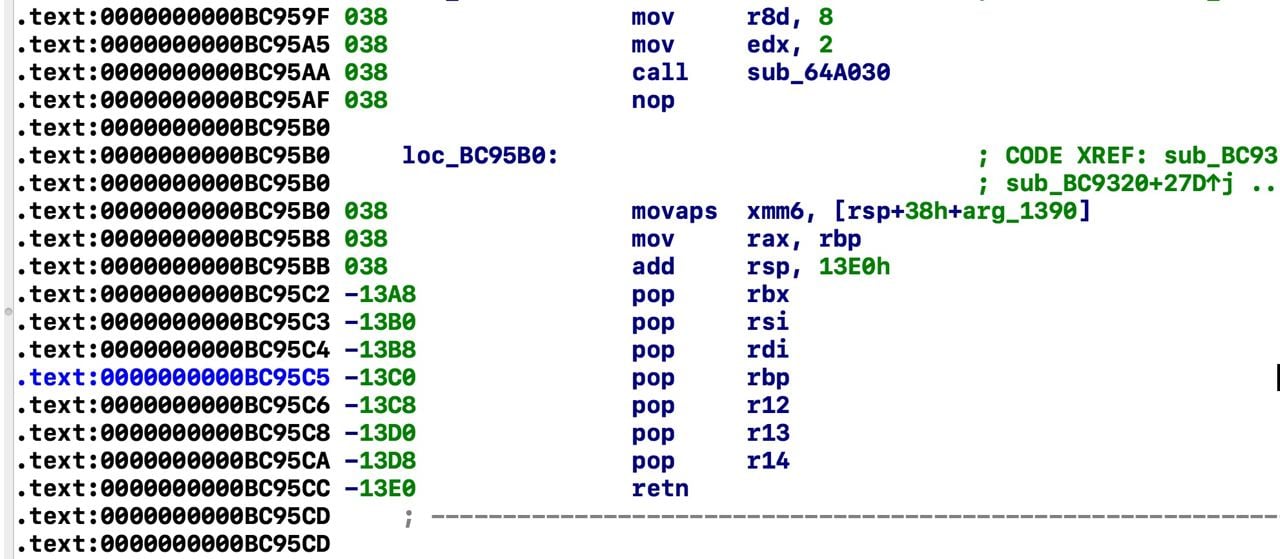 .text:0000000000BC959F 038 mov r8d, 8
.text:0000000000BC95A5 038 mov edx, 2
.text:0000000000BC95AA 038 call sub_64A030
.text:0000000000BC95AF 038 nop
.text:0000000000BC95B0
.text:0000000000BC95B0 loc_BC95B0: ; CODE XREF: sub_BC93
.text:0000000000BC95B0 ; sub_BC9320+27D↑j ..
.text:0000000000BC95B0 038 movaps xmm6, [rsp+38h+arg_1390]
.text:0000000000BC95B8 038 mov rax, rbp
.text:0000000000BC95BB 038 add rsp, 13E0h
.text:0000000000BC95C2 -13A8 pop rbx
.text:0000000000BC95C3 -13B0 pop rsi
.text:0000000000BC95C4 -13B8 pop rdi
.text:0000000000BC95C5 -13C0 pop rbp
.text:0000000000BC95C6 -13C8 pop r12
.text:0000000000BC95C8 -13D0 pop r13
.text:0000000000BC95CA -13D8 pop r14
.text:0000000000BC95CC -13E0 retn
.text:0000000000BC95CD ; ---------------------------------------------------------------------------
.text:0000000000BC95CD